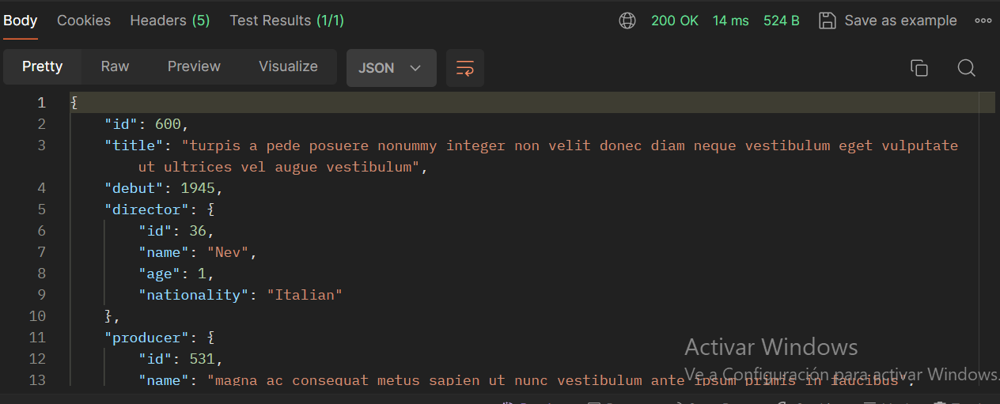 Body Cookies Headers (5) Test Results (1/1) 200 OK 14 ms 524 B Save as example
Pretty Raw Preview Visualize JSON
1 {
2 "id": 600,
3 "title": "turpis a pede posuere nonummy integer non velit donec diam neque vestibulum eget vulputate
ut ultrices vel augue vestibulum",
4 "debut": 1945,
5 "director": {
6 "id": 36,
7 "name": "Nev",
8 "age": 1,
9 "nationality": "Italian"
10 },
11 "producer": {
12 "id": 531,
13 "name": "magna ac consequat metus sapien ut nunc vestibulum ante ipsum primis in faucibus",
Activar Windows
Ve a Configuración para activar Windows.